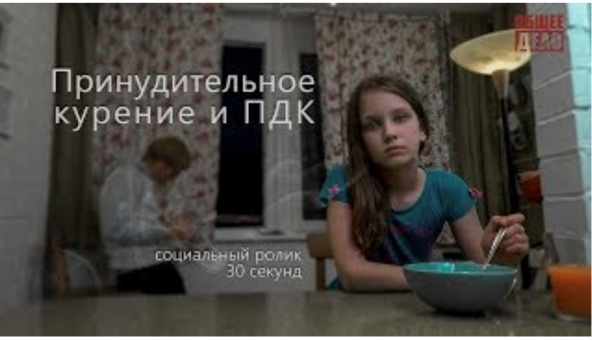 ОБЩЕЕ
ДЕЛО
Принудительное
курение и ПДК
социальный ролик
30 секунд